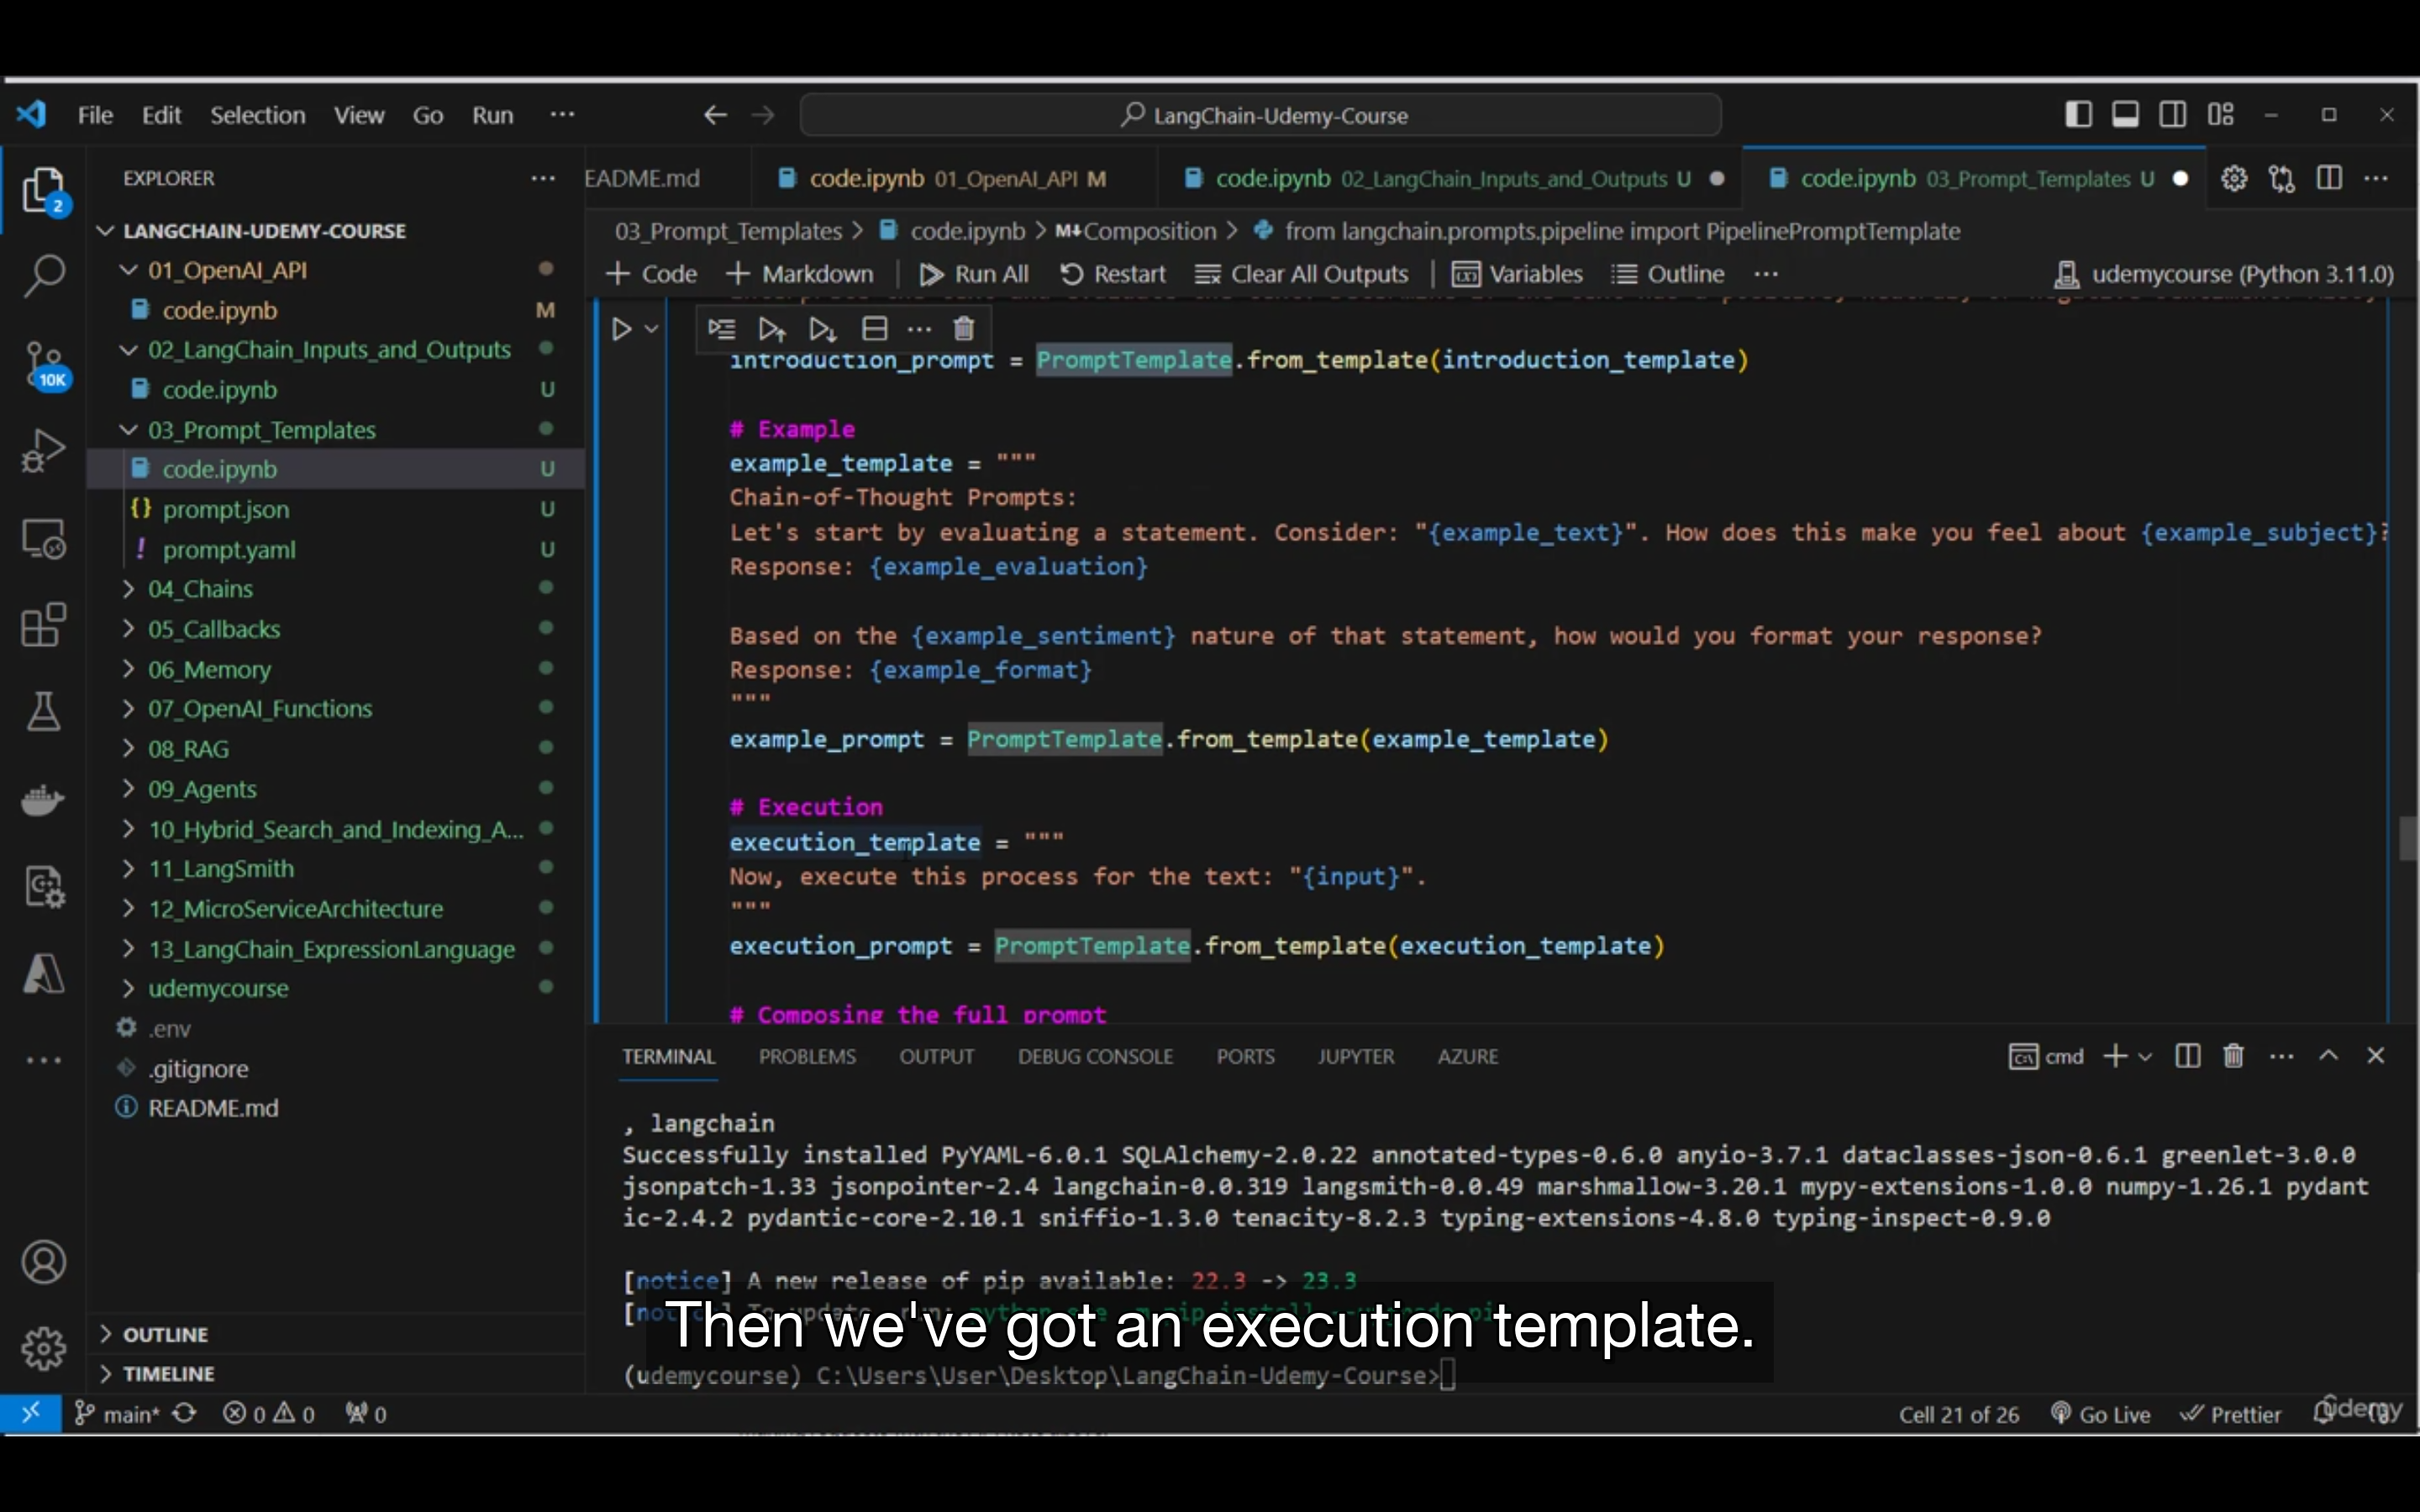 File Edit Selection View Go Run ··· LangChain-Udemy-Course
EXPLORER ···
LANGCHAIN-UDEMY-COURSE
01_OpenAI_API
code.ipynb M
02_LangChain_Inputs_and_Outputs
code.ipynb U
03_Prompt_Templates
code.ipynb U
{} prompt.json U
! prompt.yaml U
04_Chains
05_Callbacks
06_Memory
07_OpenAI_Functions
08_RAG
09_Agents
10_Hybrid_Search_and_Indexing_A...
11_LangSmith
12_MicroServiceArchitecture
13_LangChain_ExpressionLanguage
udemycourse
.env
.gitignore
README.md
OUTLINE
TIMELINE
2
10K
EADME.md code.ipynb 01_OpenAI_API M code.ipynb 02_LangChain_Inputs_and_Outputs U code.ipynb 03_Prompt_Templates U
03_Prompt_Templates > code.ipynb > M↓Composition > from langchain.prompts.pipeline import PipelinePromptTemplate
+ Code + Markdown | Run All Restart Clear All Outputs | Variables Outline ··· udemycourse (Python 3.11.0)
introduction_prompt = PromptTemplate.from_template(introduction_template)
# Example
example_template = """
Chain-of-Thought Prompts:
Let's start by evaluating a statement. Consider: "{example_text}". How does this make you feel about {example_subject}?
Response: {example_evaluation}
Based on the {example_sentiment} nature of that statement, how would you format your response?
Response: {example_format}
"""
example_prompt = PromptTemplate.from_template(example_template)
# Execution
execution_template = """
Now, execute this process for the text: "{input}".
"""
execution_prompt = PromptTemplate.from_template(execution_template)
# Composing the full prompt
TERMINAL PROBLEMS OUTPUT DEBUG CONSOLE PORTS JUPYTER AZURE cmd
, langchain
Successfully installed PyYAML-6.0.1 SQLAlchemy-2.0.22 annotated-types-0.6.0 anyio-3.7.1 dataclasses-json-0.6.1 greenlet-3.0.0
jsonpatch-1.33 jsonpointer-2.4 langchain-0.0.319 langsmith-0.0.49 marshmallow-3.20.1 mypy-extensions-1.0.0 numpy-1.26.1 pydant
ic-2.4.2 pydantic-core-2.10.1 sniffio-1.3.0 tenacity-8.2.3 typing-extensions-4.8.0 typing-inspect-0.9.0
[notice] A new release of pip available: 22.3 -> 23.3
Then we've got an execution template.
(udemycourse) C:\Users\User\Desktop\LangChain-Udemy-Course>
main* 0 0 0 Cell 21 of 26 Go Live Prettier
Udemy